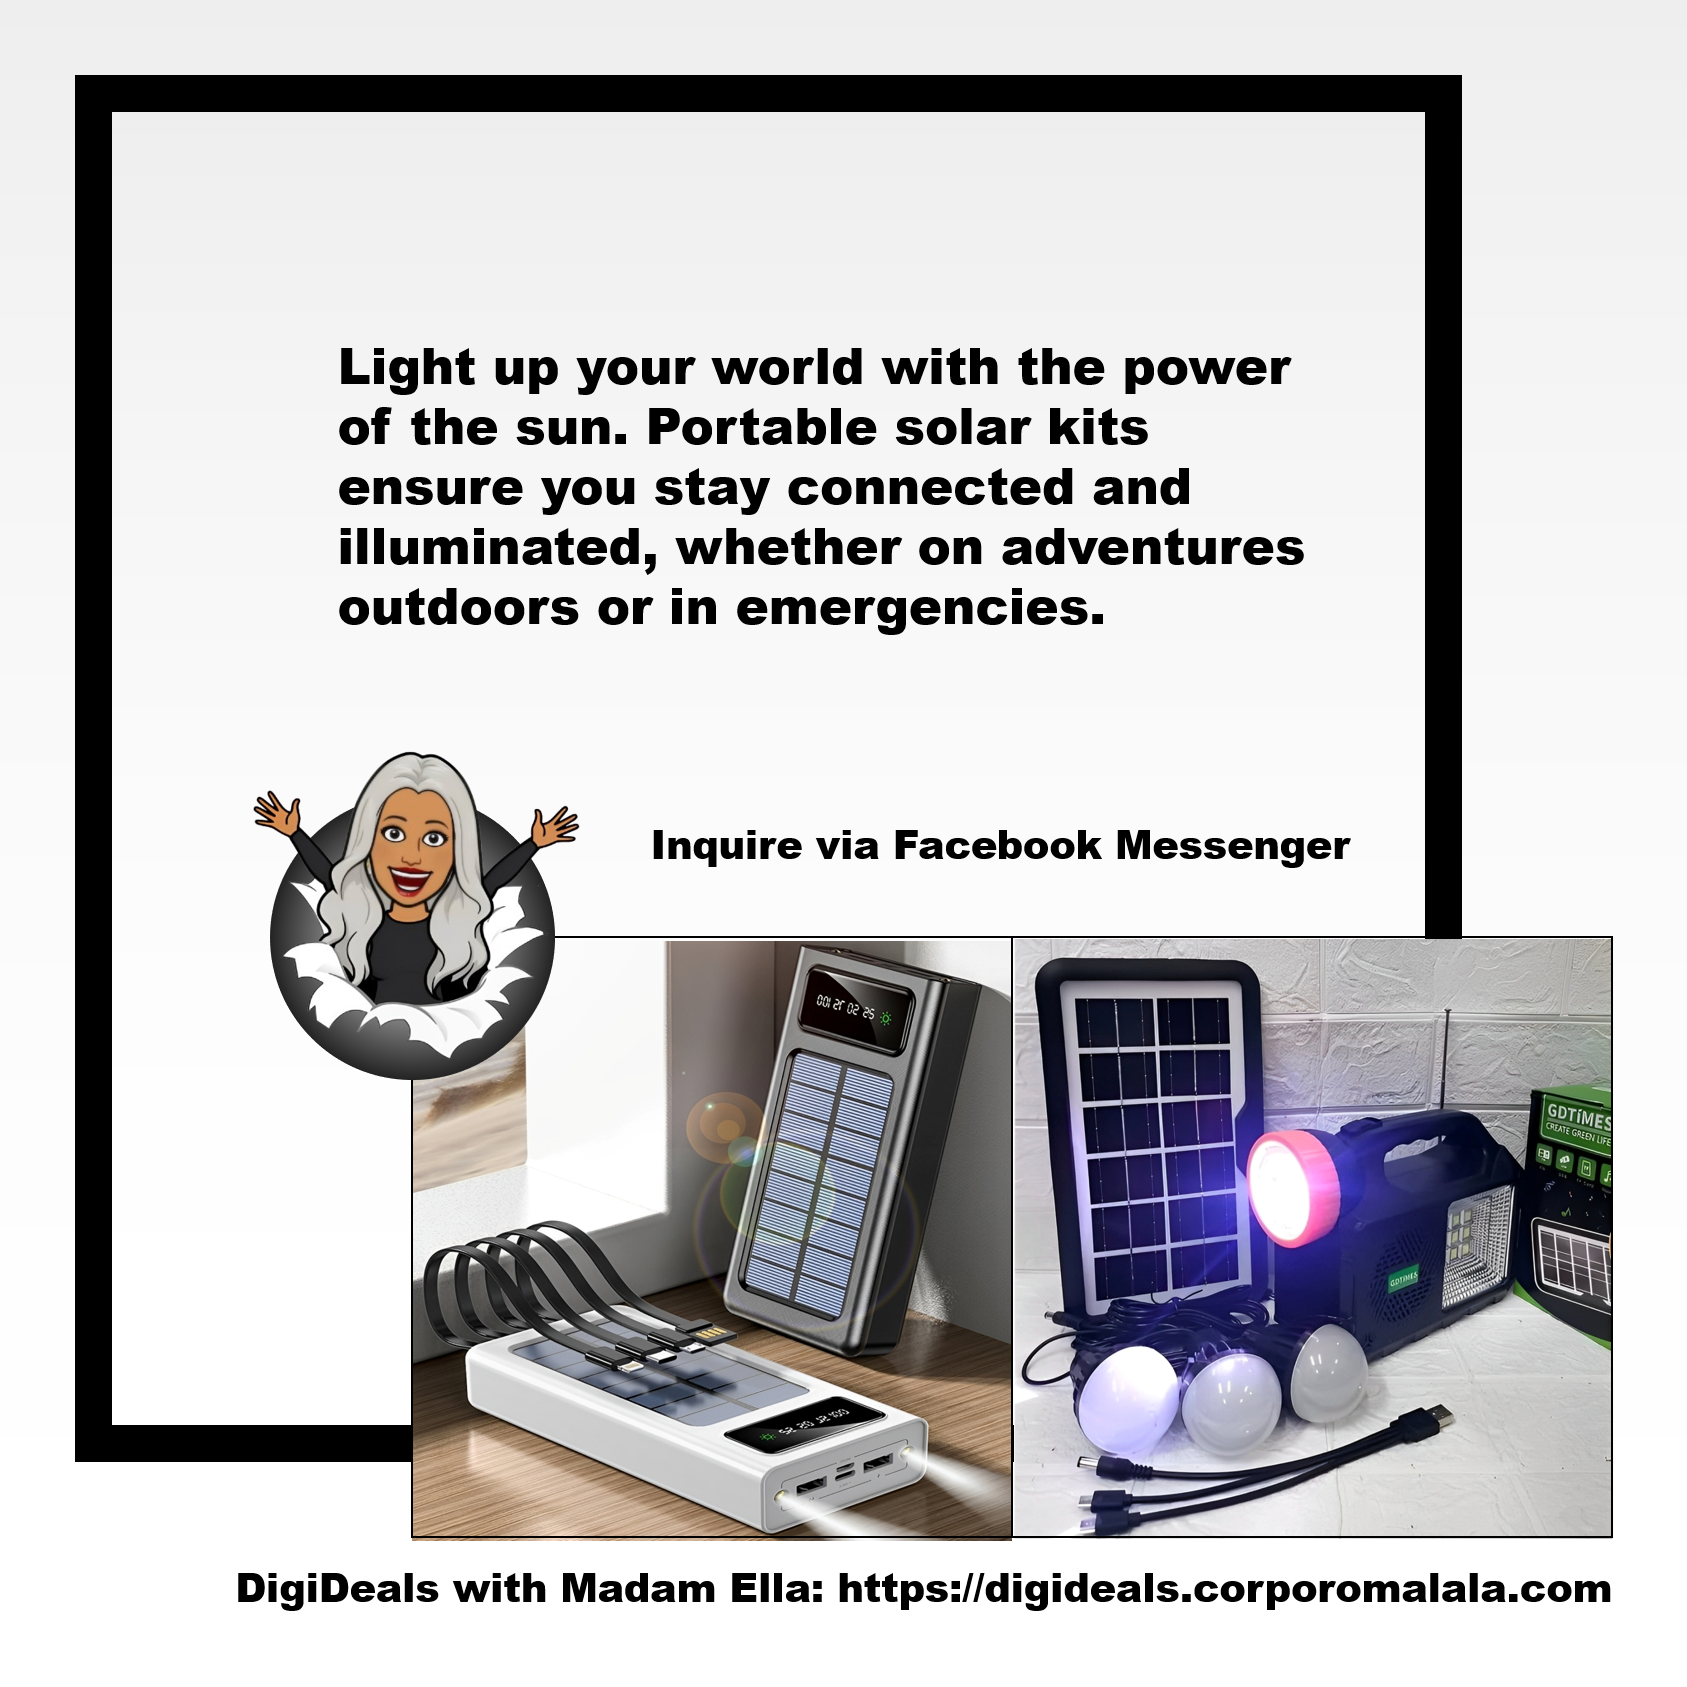 Light up your world with the power
of the sun. Portable solar kits
ensure you stay connected and
illuminated, whether on adventures
outdoors or in emergencies.
Inquire via Facebook Messenger
GDTIMES
CREATE GREEN LIFE
GDTIMES
DigiDeals with Madam Ella: https://digideals.corporomalala.com